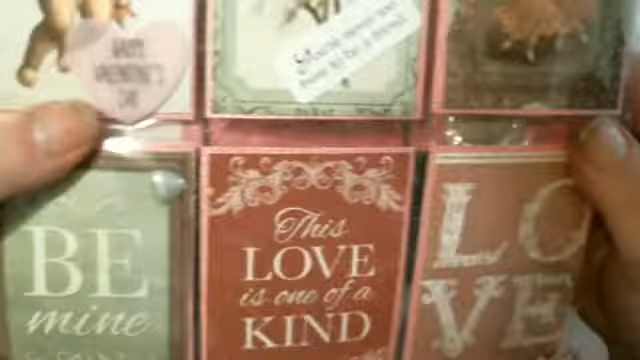 HAPPY
VALENTINE'S
DAY
BE
mine
This
LOVE
is one of a
KIND
LO
VE